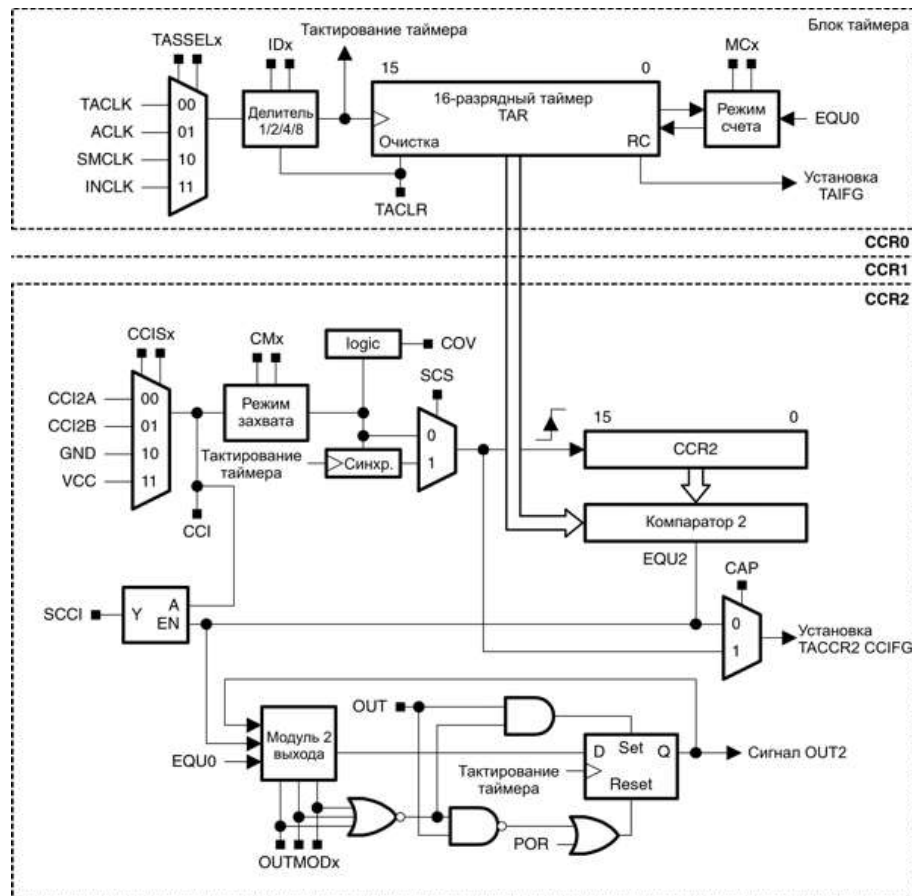 Блок таймера
Тактирование таймера
TASSELx
IDx
15
0
MCx
TACLK
ACLK
SMCLK
INCLK
00
01
10
11
Делитель
1/2/4/8
16-разрядный таймер
TAR
Очистка
RC
Режим
счета
EQU0
Установка
TAIFG
TACLR
CCR0
CCR1
CCR2
CCISx
CMx
logic
COV
SCS
CCI2A
CCI2B
GND
VCC
00
01
10
11
Режим
захвата
Тактирование
таймера
Синхр.
0
1
15
0
CCR2
Компаратор 2
CCI
EQU2
CAP
SCCI
Y
A
EN
0
1
Установка
TACCR2 CCIFG
OUT
Модуль 2
выхода
EQU0
D
Set
Q
Reset
Сигнал OUT2
Тактирование
таймера
POR
OUTMODx